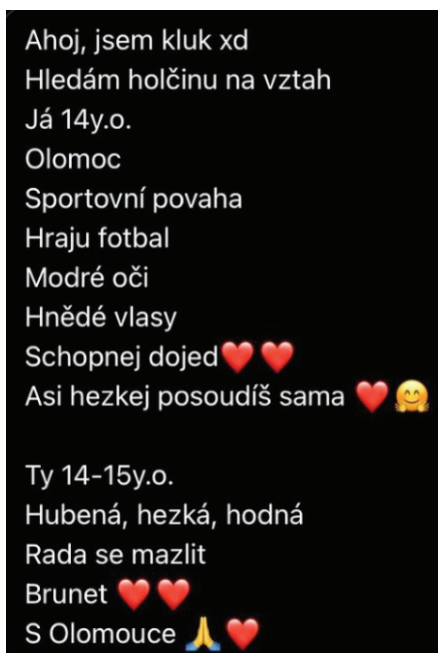 Ahoj, jsem kluk xd
Hledám holčinu na vztah
Já 14y.o.
Olomoc
Sportovní povaha
Hraju fotbal
Modré oči
Hnědé vlasy
Schopnej dojed❤️❤️
Asi hezkej posoudíš sama ❤️🤗
Ty 14-15y.o.
Hubená, hezká, hodná
Rada se mazlit
Brunet ❤️❤️
S Olomouce 🙏❤️